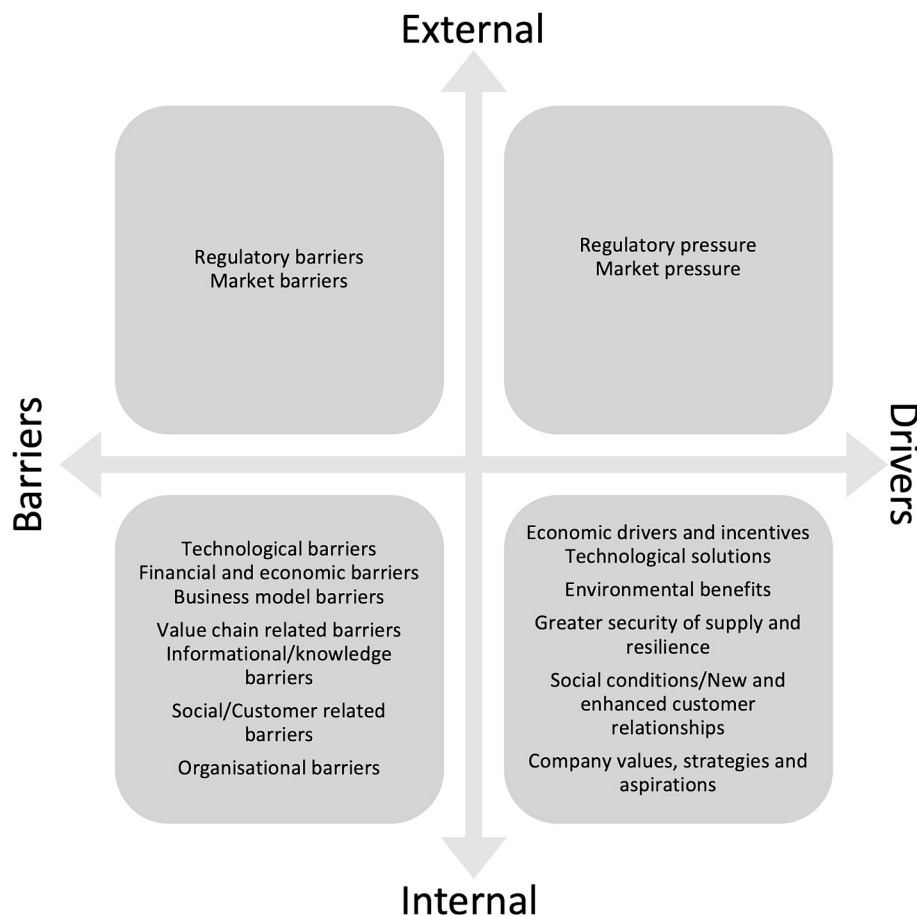 External
Regulatory barriers
Market barriers
Regulatory pressure
Market pressure
Barriers
Drivers
Technological barriers
Financial and economic barriers
Business model barriers
Value chain related barriers
Informational/knowledge
barriers
Social/Customer related
barriers
Organisational barriers
Economic drivers and incentives
Technological solutions
Environmental benefits
Greater security of supply and
resilience
Social conditions/New and
enhanced customer
relationships
Company values, strategies and
aspirations
Internal